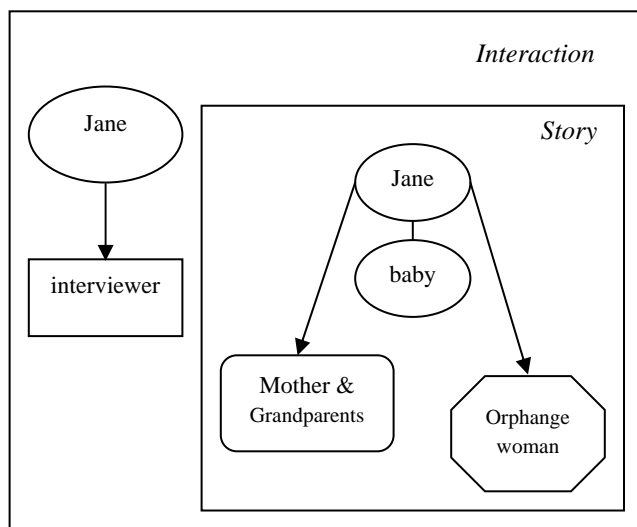 Interaction
Jane
Story
Jane
interviewer
baby
Mother &
Grandparents
Orphange
woman